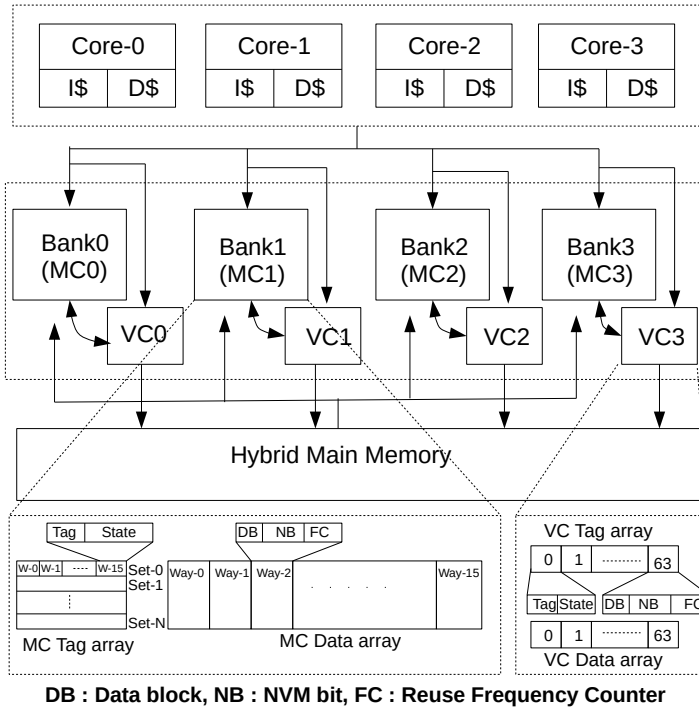 Core-0 Core-1 Core-2 Core-3
I$ D$ I$ D$ I$ D$ I$ D$
Bank0 Bank1 Bank2 Bank3
(MC0) (MC1) (MC2) (MC3)
VC0 VC1 VC2 VC3
Hybrid Main Memory
Tag State
W-0 W-1 ---- W-15 Set-0
Set-1
Set-N
MC Tag array
DB NB FC
Way-0 Way-1 Way-2 . . . . . Way-15
MC Data array
VC Tag array
0 1 ......... 63
Tag State DB NB FC
0 1 ......... 63
VC Data array
DB : Data block, NB : NVM bit, FC : Reuse Frequency Counter